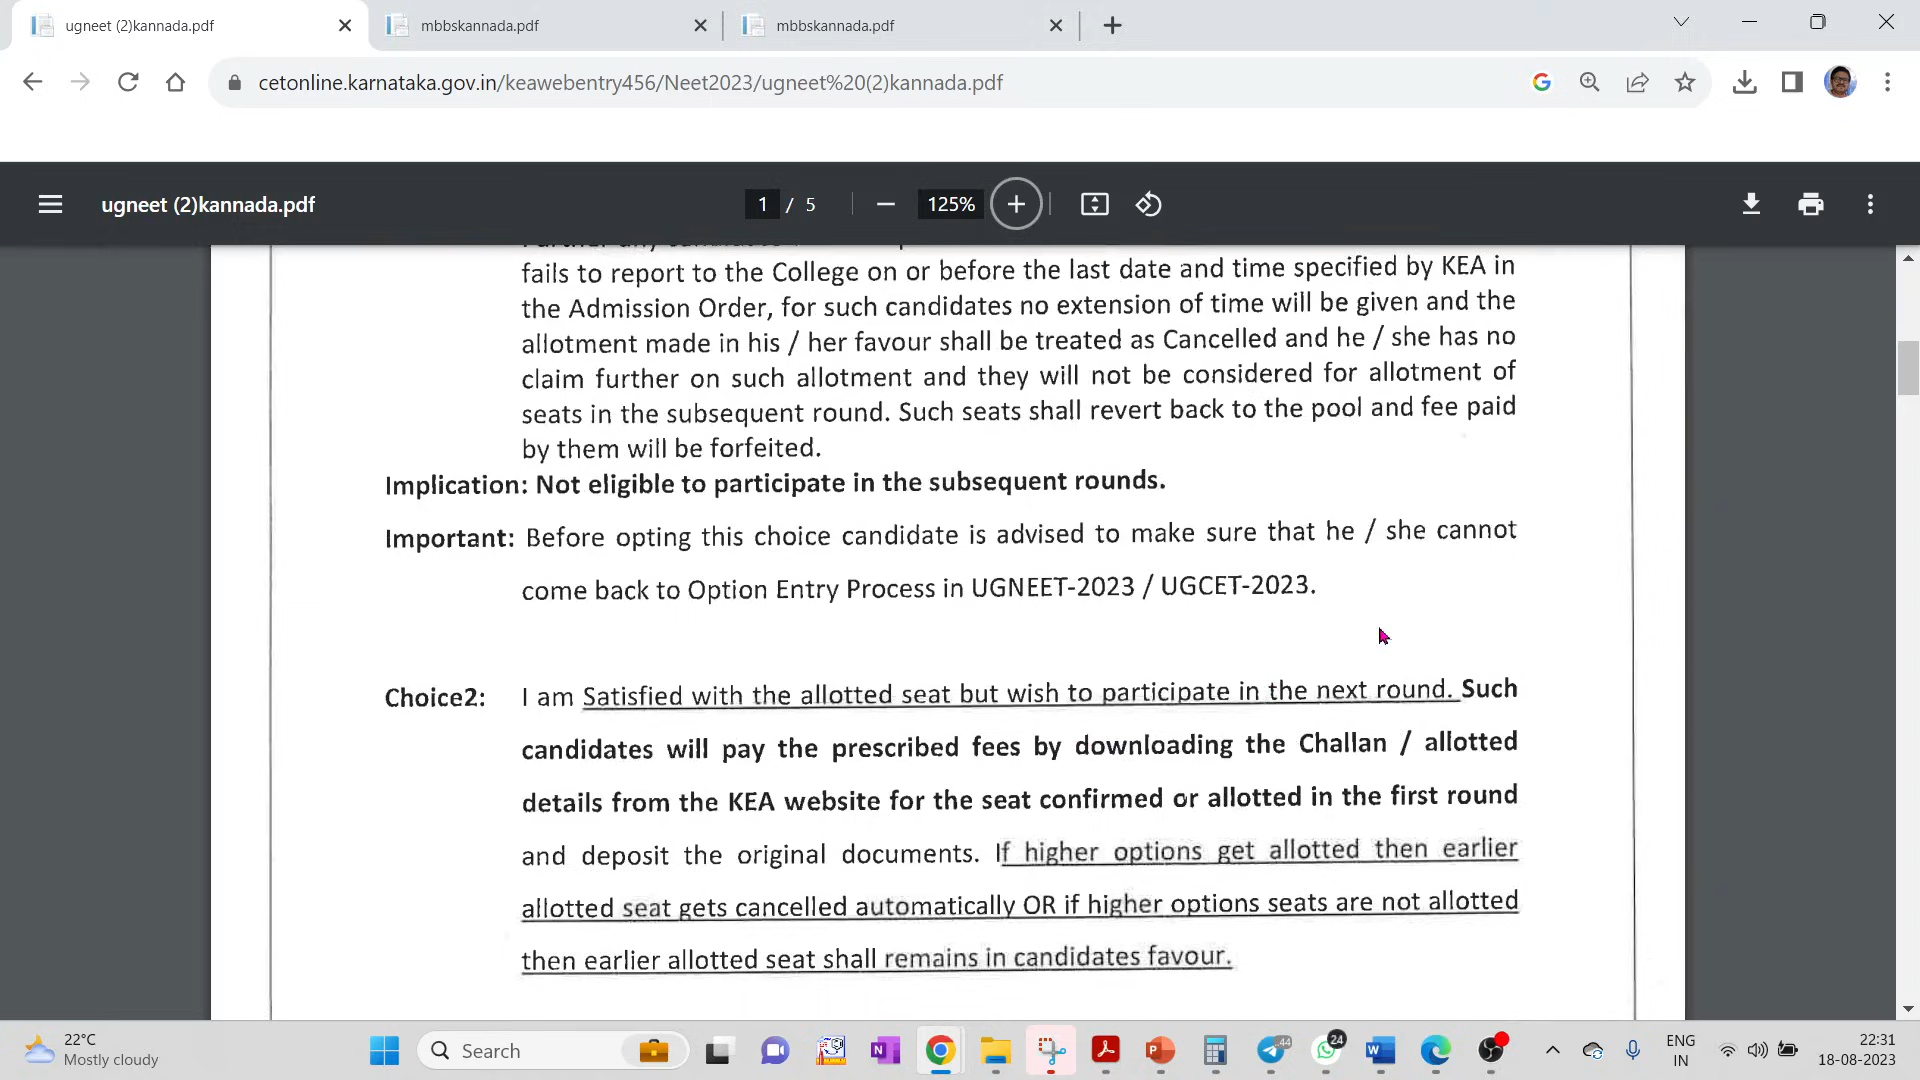 ugneet (2)kannada.pdf
mbbskannada.pdf
mbbskannada.pdf
cetonline.karnataka.gov.in/keawebentry456/Neet2023/ugneet%20(2)kannada.pdf
ugneet (2)kannada.pdf
1 / 5
125%
fails to report to the College on or before the last date and time specified by KEA in
the Admission Order, for such candidates no extension of time will be given and the
allotment made in his / her favour shall be treated as Cancelled and he / she has no
claim further on such allotment and they will not be considered for allotment of
seats in the subsequent round. Such seats shall revert back to the pool and fee paid
by them will be forfeited.
Implication: Not eligible to participate in the subsequent rounds.
Important: Before opting this choice candidate is advised to make sure that he / she cannot
come back to Option Entry Process in UGNEET-2023 / UGCET-2023.
Choice2: I am Satisfied with the allotted seat but wish to participate in the next round. Such
candidates will pay the prescribed fees by downloading the Challan / allotted
details from the KEA website for the seat confirmed or allotted in the first round
and deposit the original documents. If higher options get allotted then earlier
allotted seat gets cancelled automatically OR if higher options seats are not allotted
then earlier allotted seat shall remains in candidates favour.
22°C
Mostly cloudy
Search
44
24
ENG
IN
22:31
18-08-2023